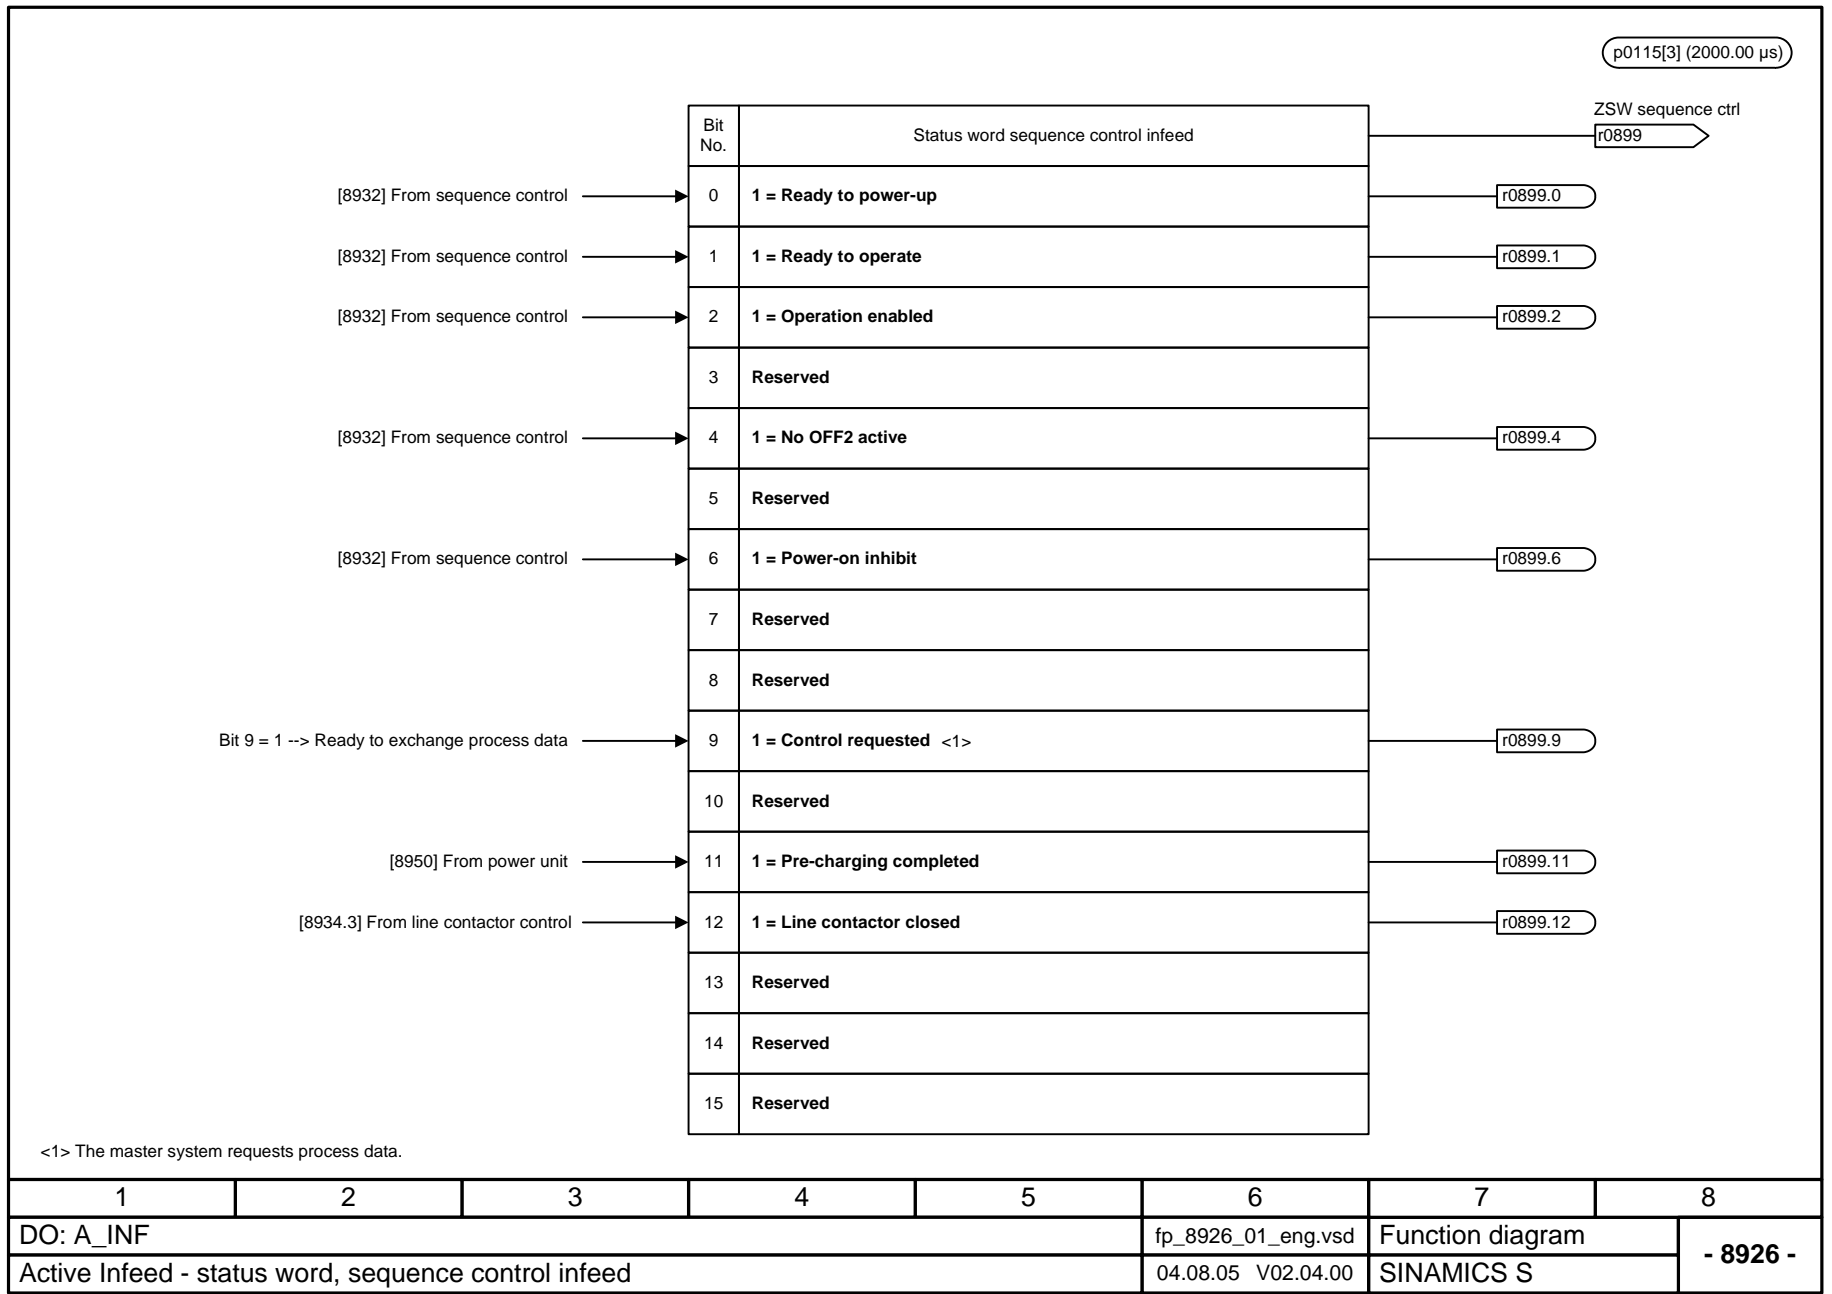 p0115[3] (2000.00 µs)
ZSW sequence ctrl
Bit No. Status word sequence control infeed r0899
[8932] From sequence control 0 1 = Ready to power-up r0899.0
[8932] From sequence control 1 1 = Ready to operate r0899.1
[8932] From sequence control 2 1 = Operation enabled r0899.2
3 Reserved
[8932] From sequence control 4 1 = No OFF2 active r0899.4
5 Reserved
[8932] From sequence control 6 1 = Power-on inhibit r0899.6
7 Reserved
8 Reserved
Bit 9 = 1 --> Ready to exchange process data 9 1 = Control requested <1> r0899.9
10 Reserved
[8950] From power unit 11 1 = Pre-charging completed r0899.11
[8934.3] From line contactor control 12 1 = Line contactor closed r0899.12
13 Reserved
14 Reserved
15 Reserved
<1> The master system requests process data.
1 2 3 4 5 6 7 8
DO: A_INF fp_8926_01_eng.vsd Function diagram - 8926 -
Active Infeed - status word, sequence control infeed 04.08.05 V02.04.00 SINAMICS S